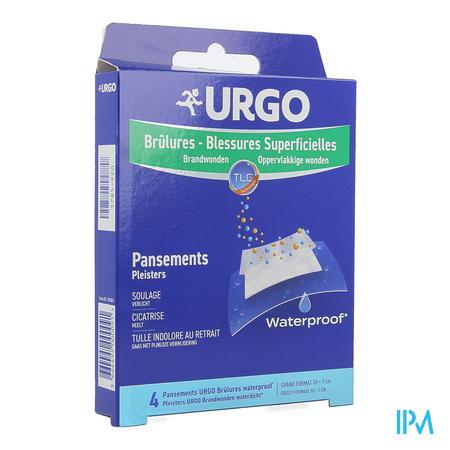 URGO
Brûlures - Blessures Superficielles
Brandwonden Oppervlakkige wonden
TLC
Pansements
Pleisters
SOULAGE
VERLICHT
CICATRISE
HEELT
TULLE INDOLORE AU RETRAIT
GAAS MET PIJNLOZE VERWIJDERING
Waterproof*
4 Pansements URGO Brûlures waterproof*
Pleisters URGO Brandwonden waterdicht*
GRAND FORMAT 10 × 7 cm
GROOT FORMAAT 10 × 7 CM
IPM